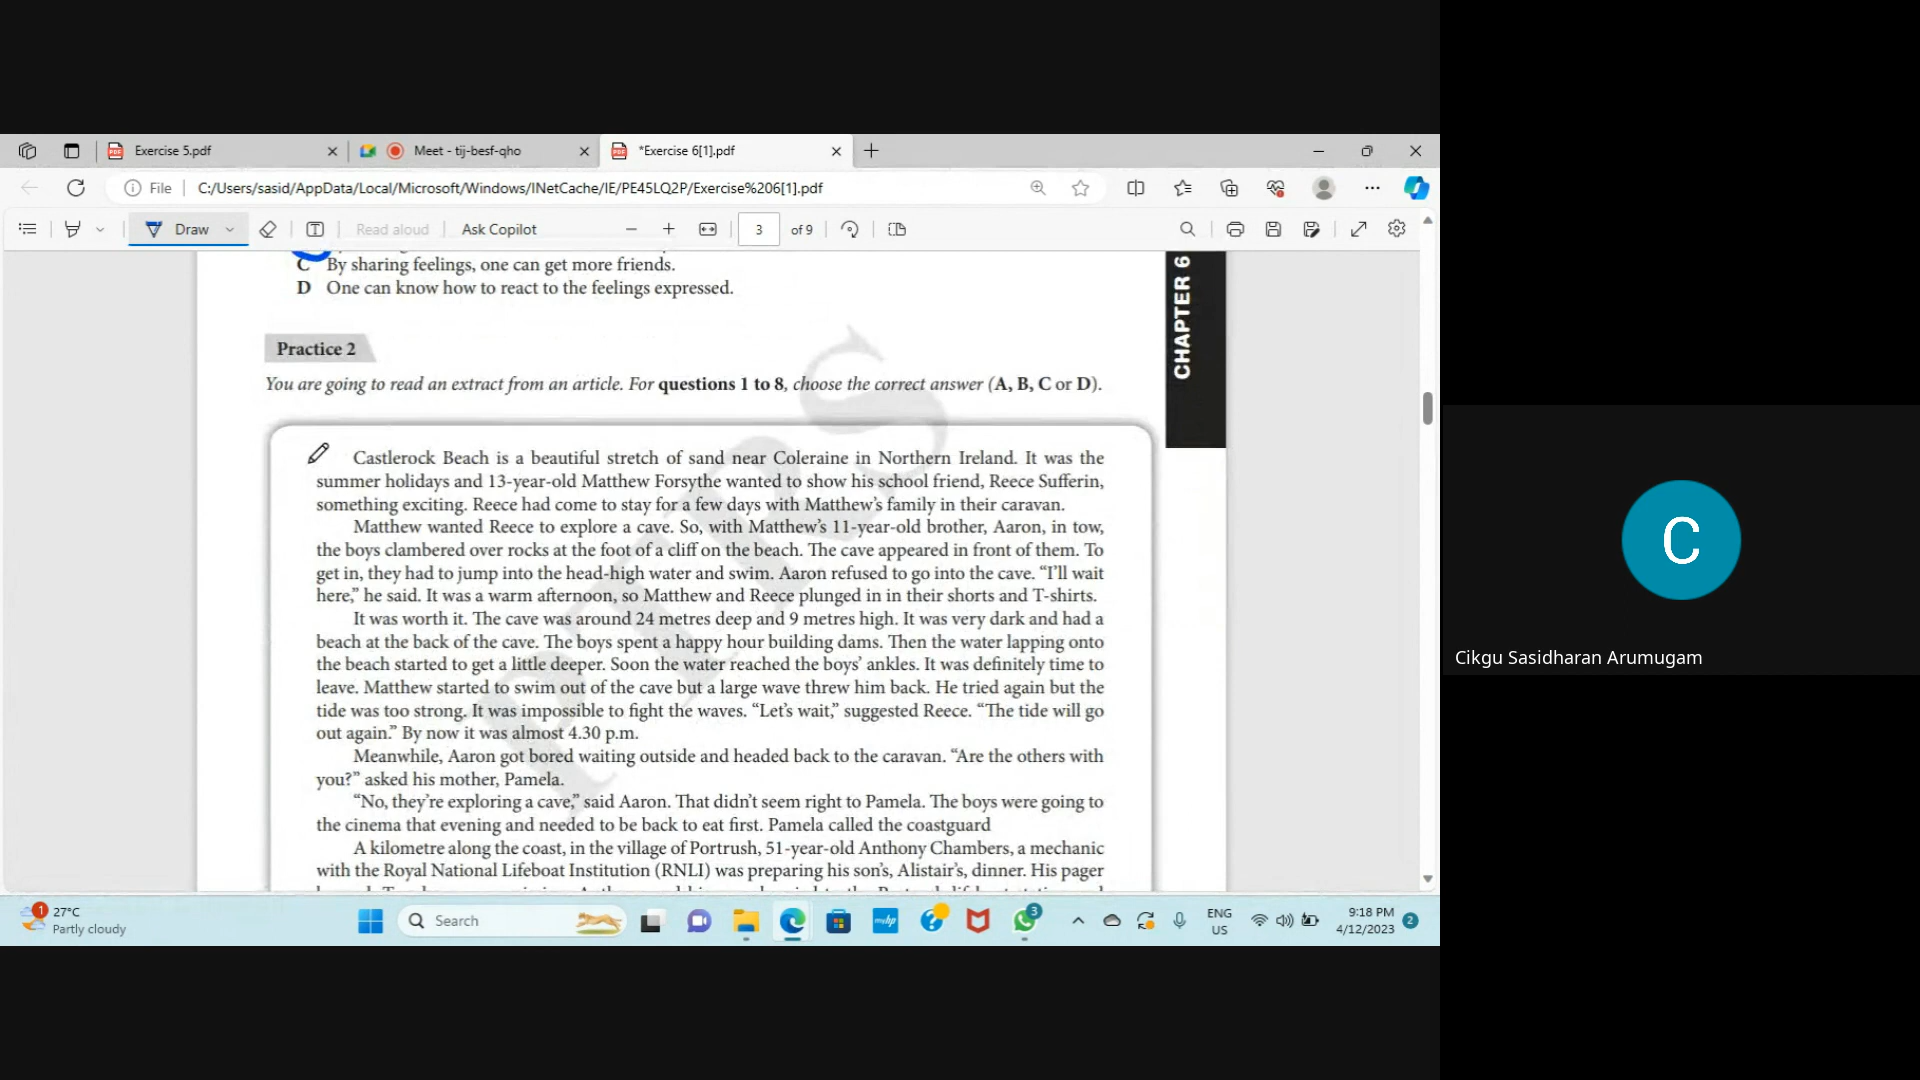 Exercise 5.pdf
Meet - tij-besf-qho
*Exercise 6[1].pdf
File
C:/Users/sasid/AppData/Local/Microsoft/Windows/INetCache/IE/PE45LQ2P/Exercise%206[1].pdf
Draw
Read aloud
Ask Copilot
3
of 9
C By sharing feelings, one can get more friends.
D One can know how to react to the feelings expressed.
CHAPTER 6
Practice 2
You are going to read an extract from an article. For questions 1 to 8, choose the correct answer (A, B, C or D).
PTRS
Castlerock Beach is a beautiful stretch of sand near Coleraine in Northern Ireland. It was the
summer holidays and 13-year-old Matthew Forsythe wanted to show his school friend, Reece Sufferin,
something exciting. Reece had come to stay for a few days with Matthew's family in their caravan.
Matthew wanted Reece to explore a cave. So, with Matthew's 11-year-old brother, Aaron, in tow,
the boys clambered over rocks at the foot of a cliff on the beach. The cave appeared in front of them. To
get in, they had to jump into the head-high water and swim. Aaron refused to go into the cave. “I'll wait
here,” he said. It was a warm afternoon, so Matthew and Reece plunged in in their shorts and T-shirts.
It was worth it. The cave was around 24 metres deep and 9 metres high. It was very dark and had a
beach at the back of the cave. The boys spent a happy hour building dams. Then the water lapping onto
the beach started to get a little deeper. Soon the water reached the boys' ankles. It was definitely time to
leave. Matthew started to swim out of the cave but a large wave threw him back. He tried again but the
tide was too strong. It was impossible to fight the waves. “Let's wait,” suggested Reece. “The tide will go
out again.” By now it was almost 4.30 p.m.
Meanwhile, Aaron got bored waiting outside and headed back to the caravan. “Are the others with
you?” asked his mother, Pamela.
“No, they're exploring a cave,” said Aaron. That didn't seem right to Pamela. The boys were going to
the cinema that evening and needed to be back to eat first. Pamela called the coastguard
A kilometre along the coast, in the village of Portrush, 51-year-old Anthony Chambers, a mechanic
with the Royal National Lifeboat Institution (RNLI) was preparing his son's, Alistair's, dinner. His pager
C
Cikgu Sasidharan Arumugam
1
27°C
Partly cloudy
Search
myhp
3
ENG
US
9:18 PM
4/12/2023
2